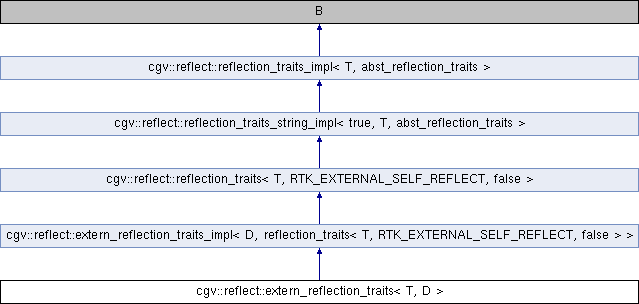 B
cgv::reflect::reflection_traits_impl< T, abst_reflection_traits >
cgv::reflect::reflection_traits_string_impl< true, T, abst_reflection_traits >
cgv::reflect::reflection_traits< T, RTK_EXTERNAL_SELF_REFLECT, false >
cgv::reflect::extern_reflection_traits_impl< D, reflection_traits< T, RTK_EXTERNAL_SELF_REFLECT, false > >
cgv::reflect::extern_reflection_traits< T, D >